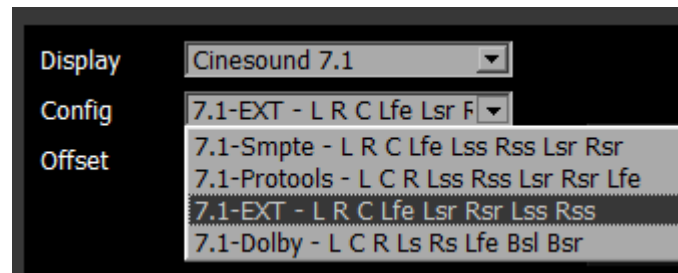 Display Cinesound 7.1
Config 7.1-EXT - L R C Lfe Lsr R
Offset
7.1-Smpte - L R C Lfe Lss Rss Lsr Rsr
7.1-Protools - L C R Lss Rss Lsr Rsr Lfe
7.1-EXT - L R C Lfe Lsr Rsr Lss Rss
7.1-Dolby - L C R Ls Rs Lfe Bsl Bsr